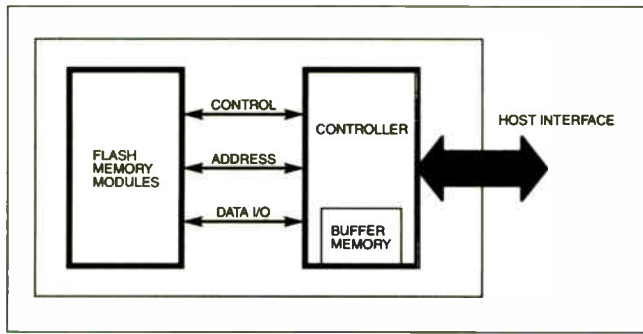 FLASH
MEMORY
MODULES
CONTROL
ADDRESS
DATA I/O
CONTROLLER
BUFFER
MEMORY
HOST INTERFACE